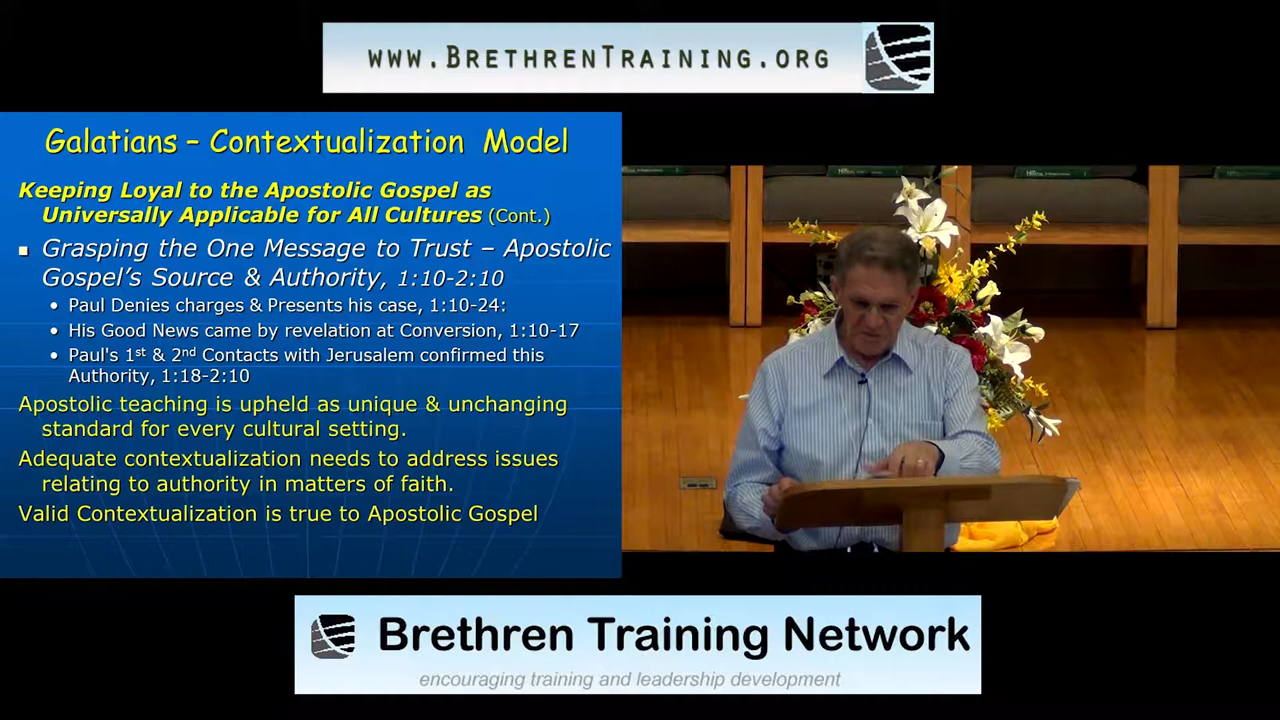 www.BrethrenTraining.org
Galatians – Contextualization Model
Keeping Loyal to the Apostolic Gospel as
Universally Applicable for All Cultures (Cont.)
Grasping the One Message to Trust – Apostolic
Gospel's Source & Authority, 1:10-2:10
• Paul Denies charges & Presents his case, 1:10-24:
• His Good News came by revelation at Conversion, 1:10-17
• Paul's 1st & 2nd Contacts with Jerusalem confirmed this
Authority, 1:18-2:10
Apostolic teaching is upheld as unique & unchanging
standard for every cultural setting.
Adequate contextualization needs to address issues
relating to authority in matters of faith.
Valid Contextualization is true to Apostolic Gospel
Brethren Training Network
encouraging training and leadership development